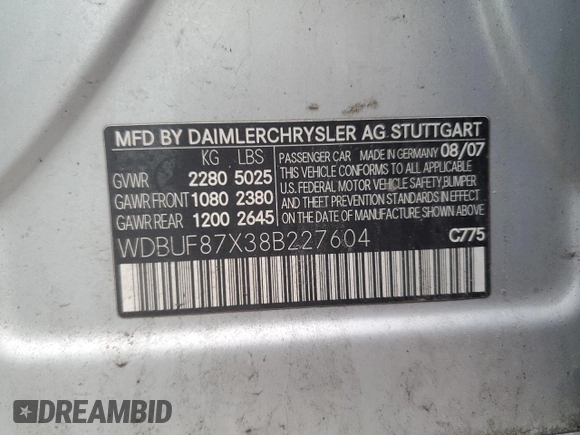 MFD BY DAIMLERCHRYSLER AG STUTTGART
KG LBS
GVWR 2280 5025
GAWR FRONT 1080 2380
GAWR REAR 1200 2645
PASSENGER CAR MADE IN GERMANY 08/07
THIS VEHICLE CONFORMS TO ALL APPLICABLE
U.S. FEDERAL MOTOR VEHICLE SAFETY, BUMPER
AND THEFT PREVENTION STANDARDS IN EFFECT
ON THE DATE OF MANUFACTURE SHOWN ABOVE.
WDBUF87X38B227604
C775
DREAMBID